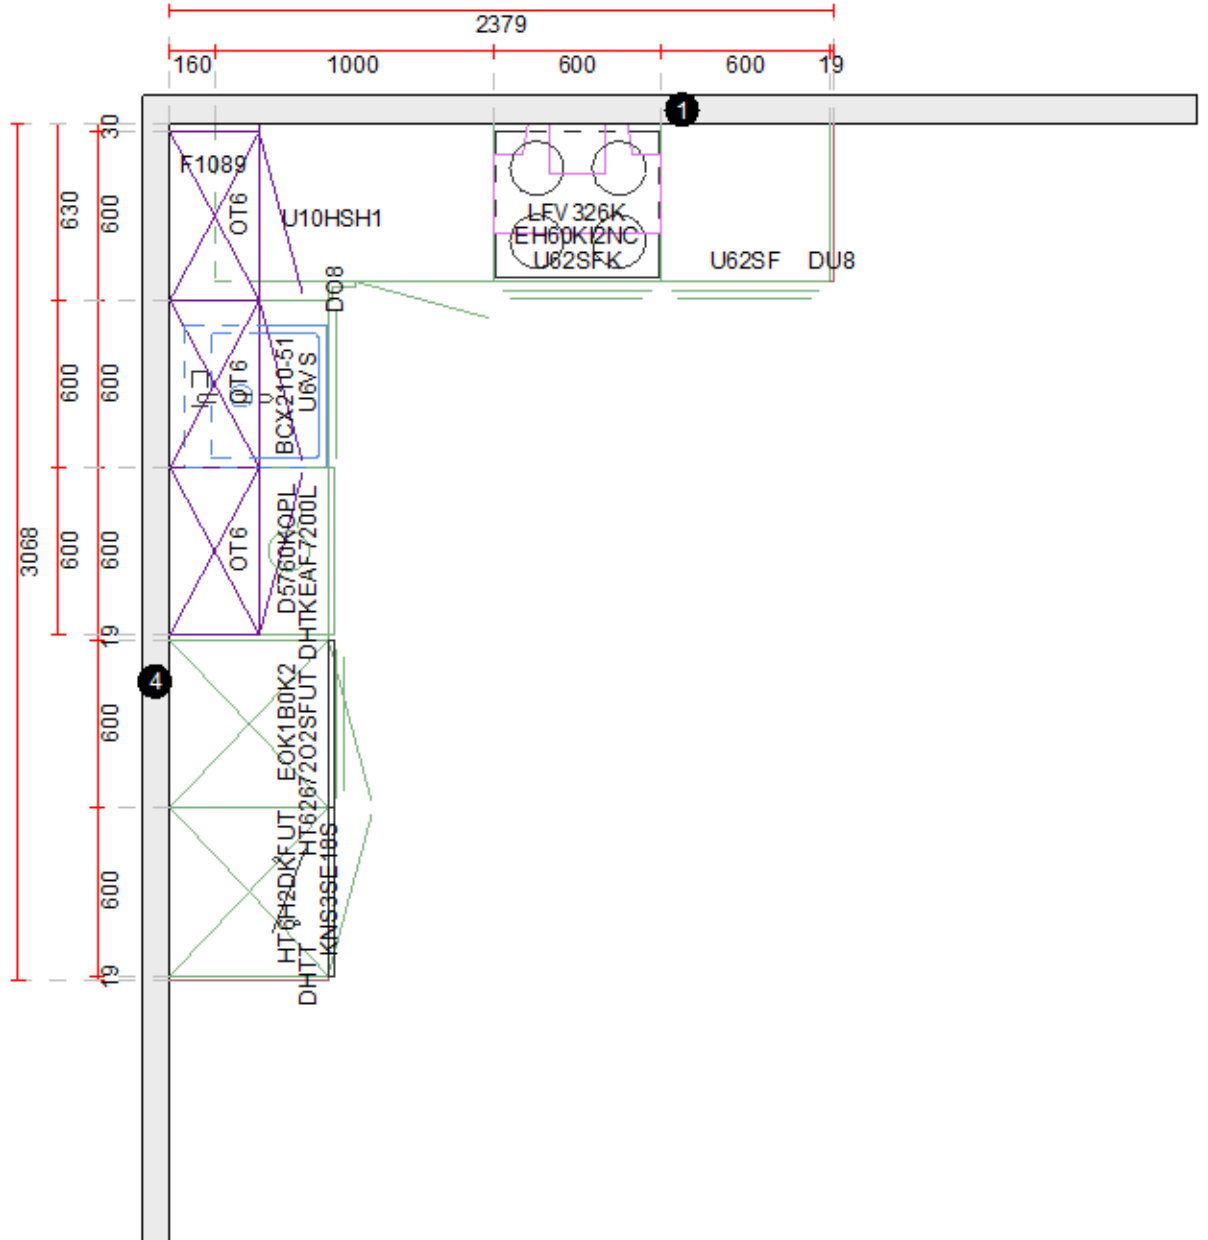 2379
160 1000 600 600 19
1
30
F1089
630
600
OT6
U10HSH1
LFV 326K
EH60KI2NC
U62SFK
U62SF DU8
DO8
600
600
OT6
BCX210-51
U6VS
3068
600
600
OT6
D5760KOPL
DHTKEAF7200L
19
4
600
EOK1B0K2
HT62672O2SFUT
600
HT6H2DKFUT
KNS3SE18S
DHTT
19